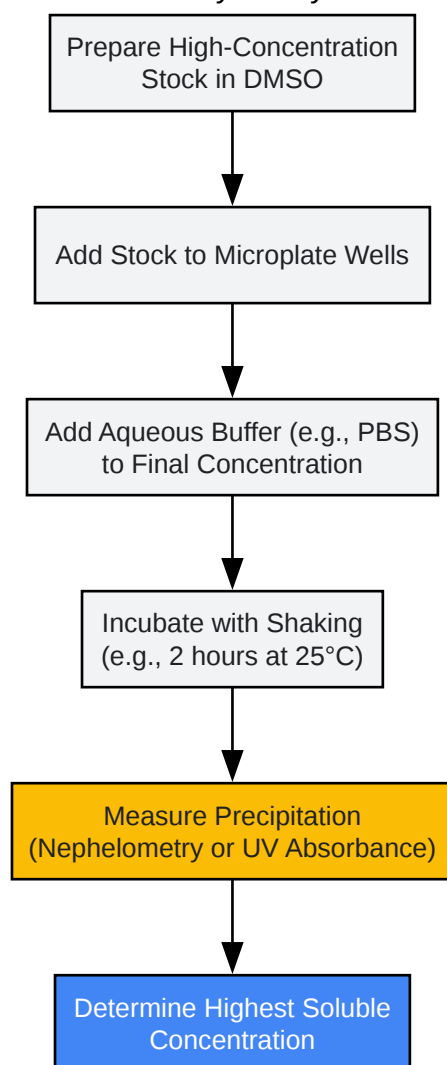 Prepare High-Concentration
Stock in DMSO
Add Stock to Microplate Wells
Add Aqueous Buffer (e.g., PBS)
to Final Concentration
Incubate with Shaking
(e.g., 2 hours at 25°C)
Measure Precipitation
(Nephelometry or UV Absorbance)
Determine Highest Soluble
Concentration